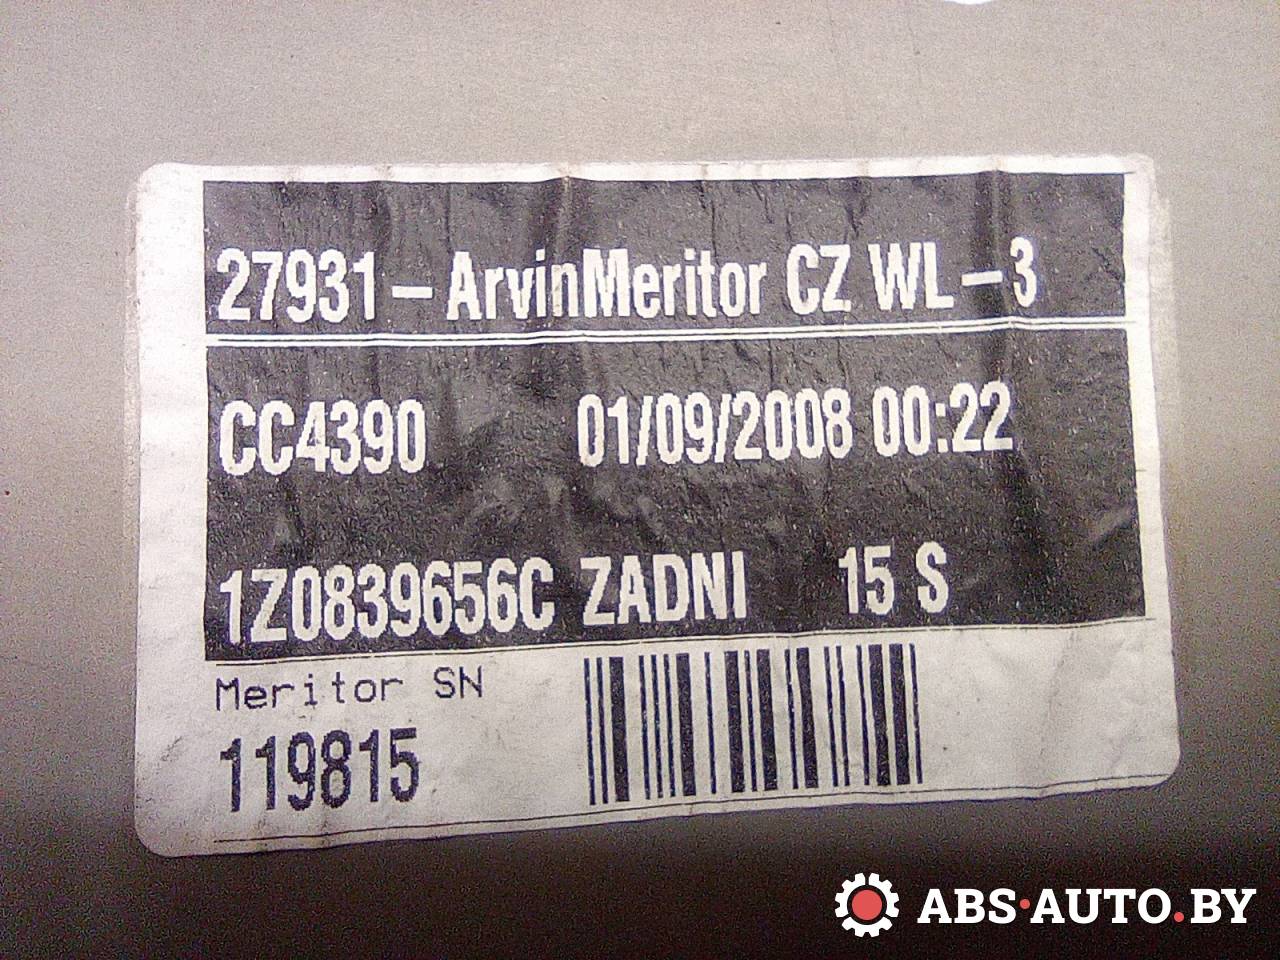 27931-ArvinMeritor CZ WL-3
CC4390 01/09/2008 00:22
1Z0839656C ZADNI 15 S
Meritor SN
119815
ABS·AUTO.BY